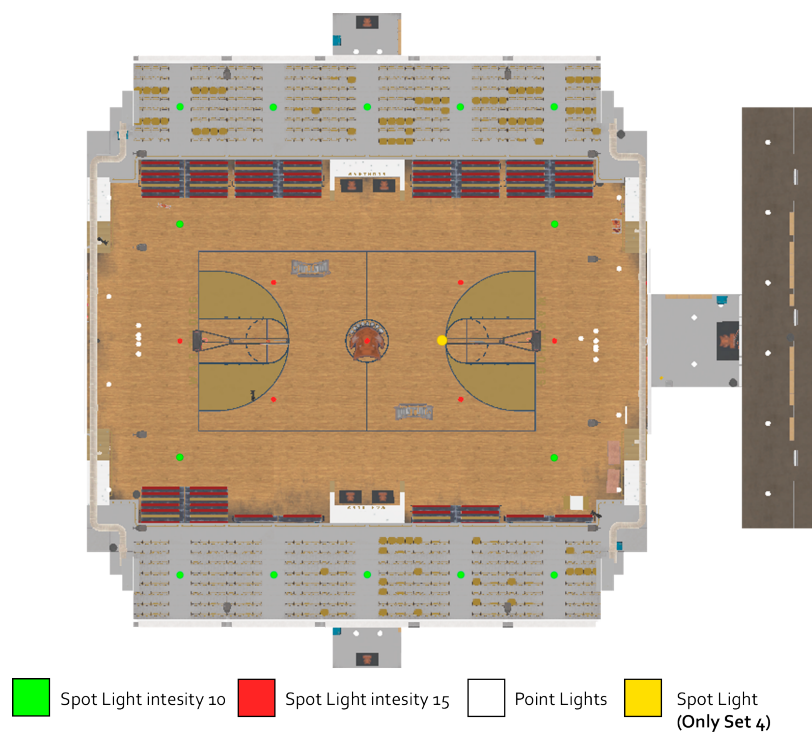 Spot Light intesity 10
Spot Light intesity 15
Point Lights
Spot Light
(Only Set 4)